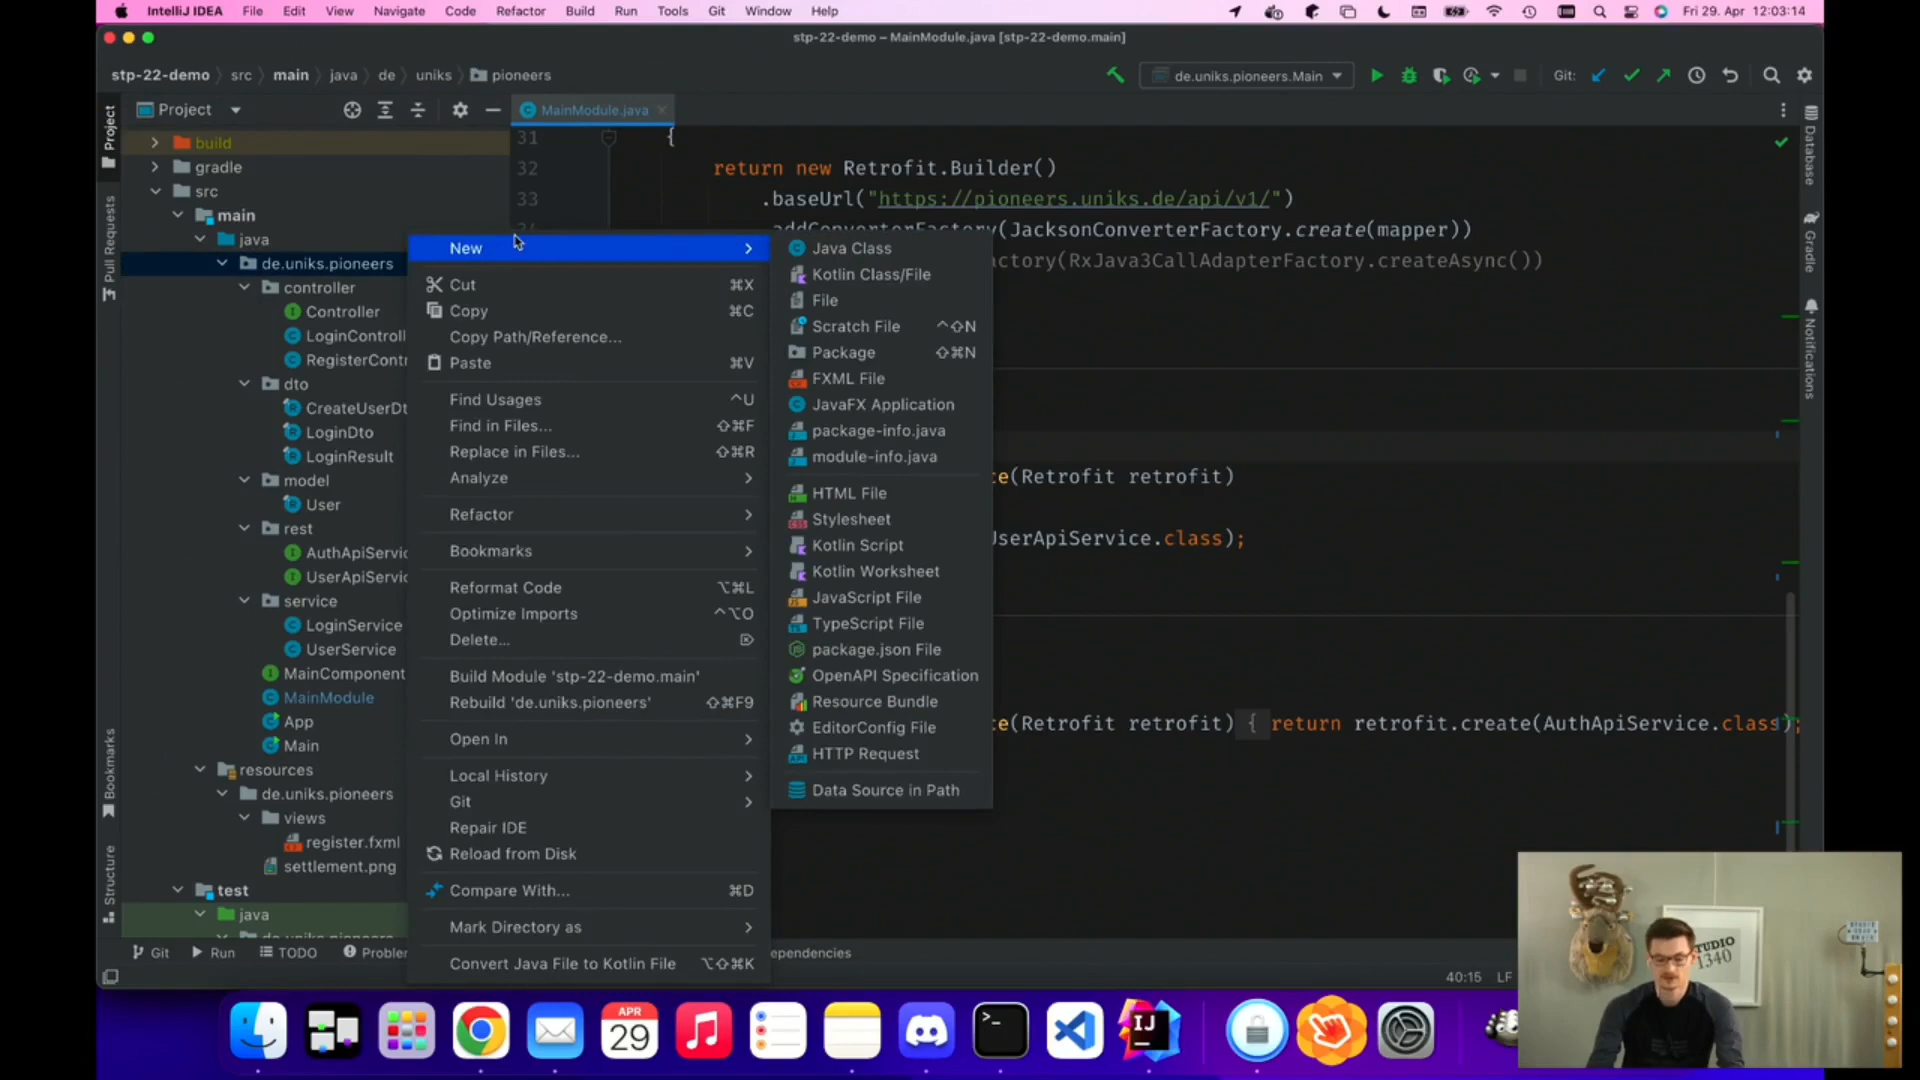 IntelliJ IDEA File Edit View Navigate Code Refactor Build Run Tools Git Window Help Fri 29. Apr 12:03:14
stp-22-demo – MainModule.java [stp-22-demo.main]
stp-22-demo src main java de uniks pioneers de.uniks.pioneers.Main Git:
Project
MainModule.java
Project
Pull Requests
Bookmarks
Structure
build
gradle
src
main
java
de.uniks.pioneers
controller
Controller
LoginControll
RegisterContr
dto
CreateUserDt
LoginDto
LoginResult
model
User
rest
AuthApiServic
UserApiServic
service
LoginService
UserService
MainComponent
MainModule
App
Main
resources
de.uniks.pioneers
views
register.fxml
settlement.png
test
java
31 {
32 return new Retrofit.Builder()
33 .baseUrl("https://pioneers.uniks.de/api/v1/")
(JacksonConverterFactory.create(mapper))
actory(RxJava3CallAdapterFactory.createAsync())
te(Retrofit retrofit)
UserApiService.class);
te(Retrofit retrofit) { return retrofit.create(AuthApiService.class);
New
Cut ⌘X
Copy ⌘C
Copy Path/Reference...
Paste ⌘V
Find Usages ^U
Find in Files... ⇧⌘F
Replace in Files... ⇧⌘R
Analyze
Refactor
Bookmarks
Reformat Code ⌥⌘L
Optimize Imports ^⌥O
Delete... ⌦
Build Module 'stp-22-demo.main'
Rebuild 'de.uniks.pioneers' ⇧⌘F9
Open In
Local History
Git
Repair IDE
Reload from Disk
Compare With... ⌘D
Mark Directory as
Convert Java File to Kotlin File ⌥⇧⌘K
Java Class
Kotlin Class/File
File
Scratch File ^⇧N
Package ⇧⌘N
FXML File
JavaFX Application
package-info.java
module-info.java
HTML File
Stylesheet
Kotlin Script
Kotlin Worksheet
JavaScript File
TypeScript File
package.json File
OpenAPI Specification
Resource Bundle
EditorConfig File
HTTP Request
Data Source in Path
Database
Gradle
Notifications
Git Run TODO Probler ependencies
40:15 LF
APR
29
IJ
STUDIO
1340